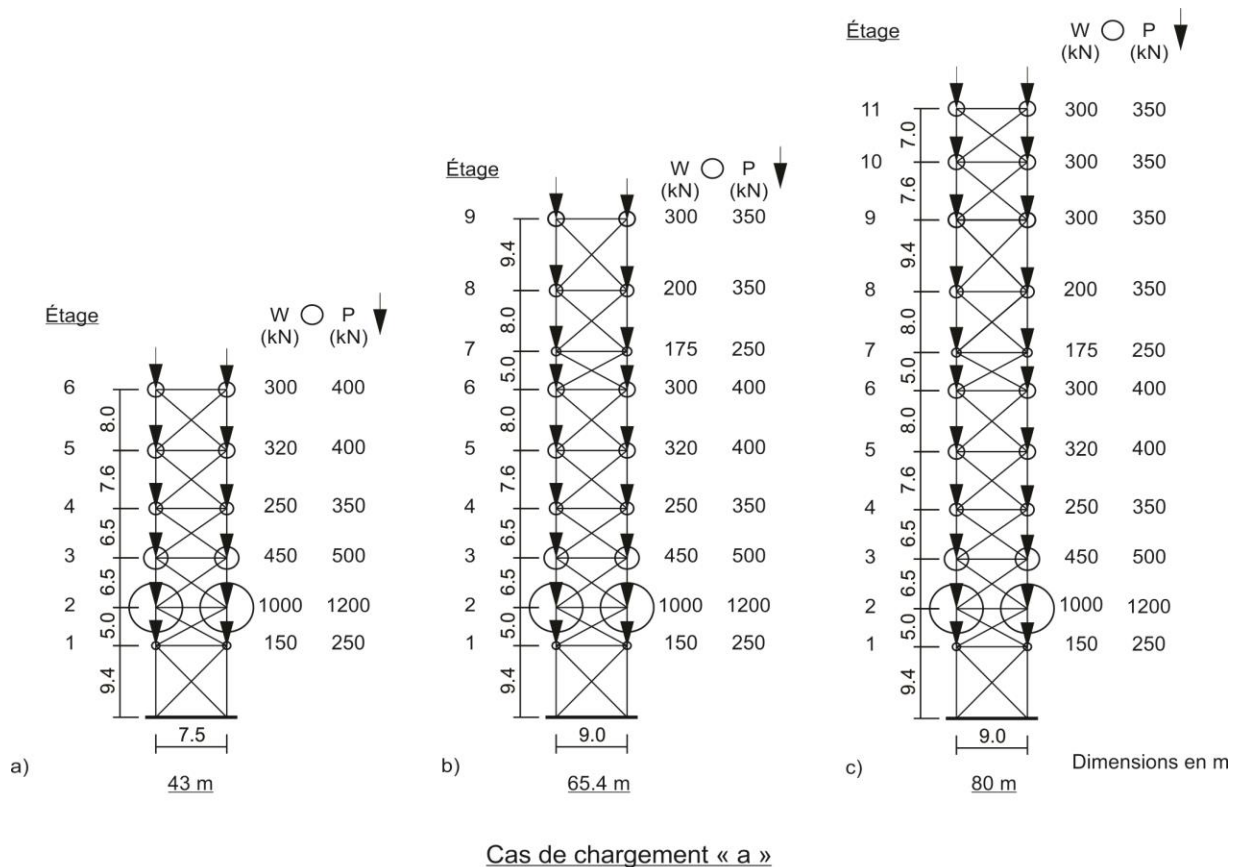 Étage
W P
(kN) (kN)
6 300 400
5 320 400
4 250 350
3 450 500
2 1000 1200
1 150 250
8.0
7.6
6.5
6.5
5.0
9.4
7.5
a)
43 m
Étage
W P
(kN) (kN)
9 300 350
8 200 350
7 175 250
6 300 400
5 320 400
4 250 350
3 450 500
2 1000 1200
1 150 250
9.4
8.0
5.0
8.0
7.6
6.5
6.5
5.0
9.4
9.0
b)
65.4 m
Étage
W P
(kN) (kN)
11 300 350
10 300 350
9 300 350
8 200 350
7 175 250
6 300 400
5 320 400
4 250 350
3 450 500
2 1000 1200
1 150 250
7.0
7.6
9.4
8.0
5.0
8.0
7.6
6.5
6.5
5.0
9.4
9.0
c)
80 m
Dimensions en m
Cas de chargement « a »